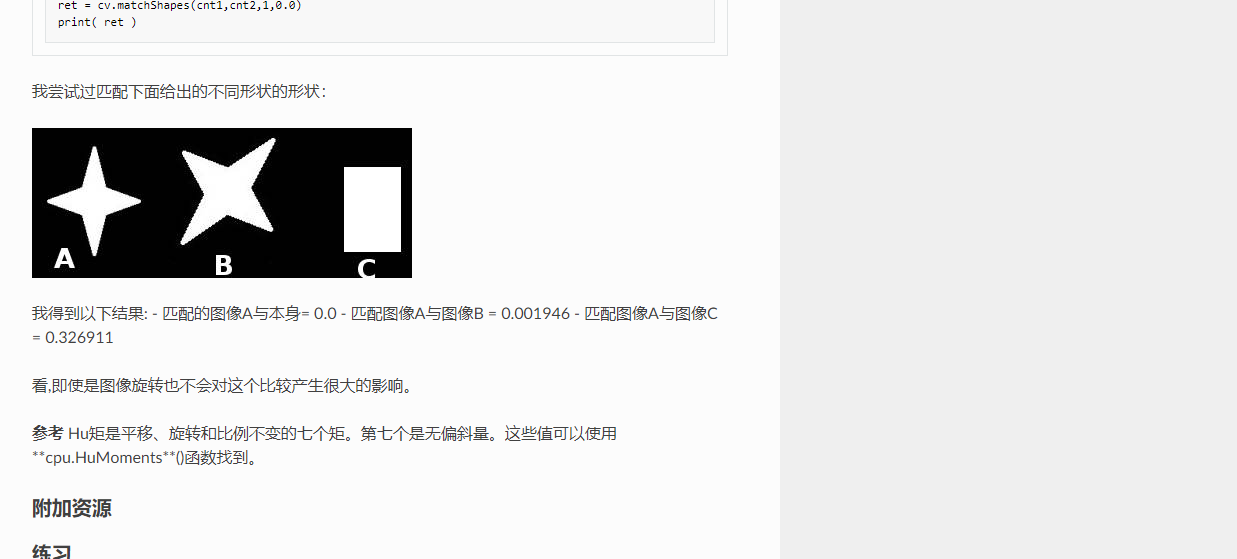 ret = cv.matchShapes(cnt1,cnt2,1,0.0)
print( ret )
我尝试过匹配下面给出的不同形状的形状：
A
B
C
我得到以下结果: - 匹配的图像A与本身= 0.0 - 匹配图像A与图像B = 0.001946 - 匹配图像A与图像C
= 0.326911
看,即使是图像旋转也不会对这个比较产生很大的影响。
参考 Hu矩是平移、旋转和比例不变的七个矩。第七个是无偏斜量。这些值可以使用
**cpu.HuMoments**()函数找到。
附加资源
练习